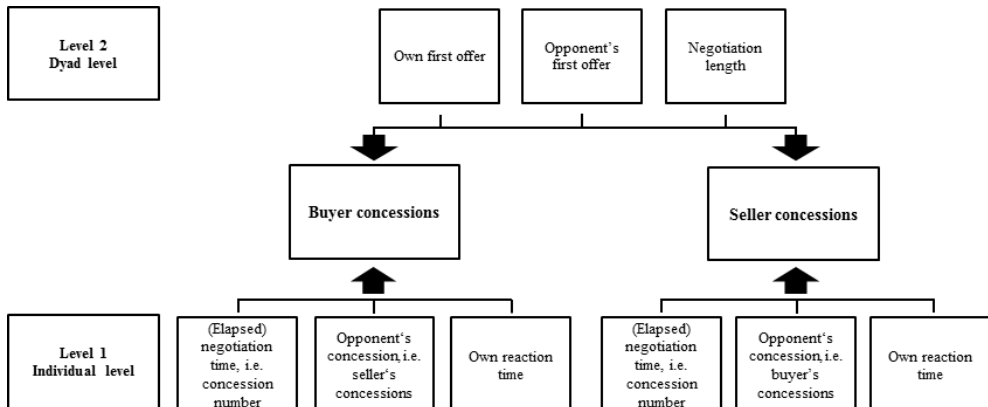 Level 2
Dyad level
Own first offer
Opponent's
first offer
Negotiation
length
Buyer concessions
Seller concessions
Level 1
Individual level
(Elapsed)
negotiation
time, i.e.
concession
number
Opponent‘s
concession, i.e.
seller‘s
concessions
Own reaction
time
(Elapsed)
negotiation
time, i.e.
concession
number
Opponent's
concession, i.e.
buyer's
concessions
Own reaction
time